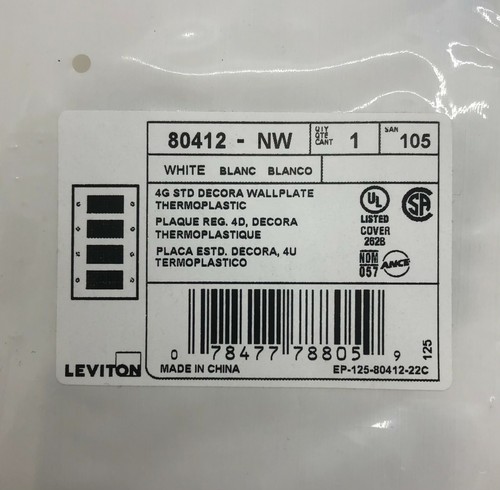 80412 - NW
QTY
QTE
CANT
1
SAN
105
WHITE BLANC BLANCO
4G STD DECORA WALLPLATE
THERMOPLASTIC
PLAQUE REG. 4D, DECORA
THERMOPLASTIQUE
PLACA ESTD. DECORA, 4U
TERMOPLASTICO
UL
LISTED
COVER
262B
SA
NOM
057
ANCE
LEVITON
0 78477 78805 9
125
MADE IN CHINA
EP-125-80412-22C